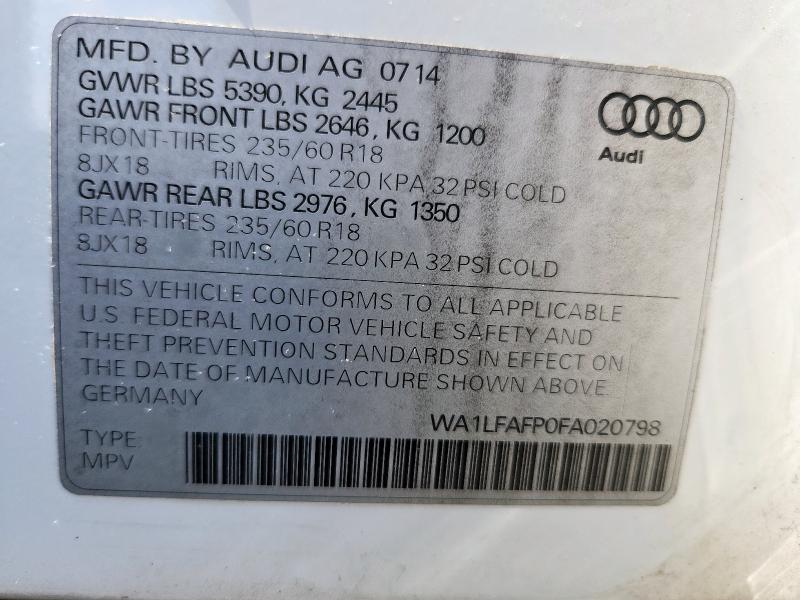 MFD. BY AUDI AG 07 14
GVWR LBS 5390, KG 2445
GAWR FRONT LBS 2646, KG 1200
FRONT-TIRES 235/60 R18
8JX18 RIMS, AT 220 KPA 32 PSI COLD
GAWR REAR LBS 2976, KG 1350
REAR-TIRES 235/60 R18
8JX18 RIMS, AT 220 KPA 32 PSI COLD
Audi
THIS VEHICLE CONFORMS TO ALL APPLICABLE
U.S. FEDERAL MOTOR VEHICLE SAFETY AND
THEFT PREVENTION STANDARDS IN EFFECT ON
THE DATE OF MANUFACTURE SHOWN ABOVE.
GERMANY
WA1LFAFP0FA020798
TYPE:
MPV